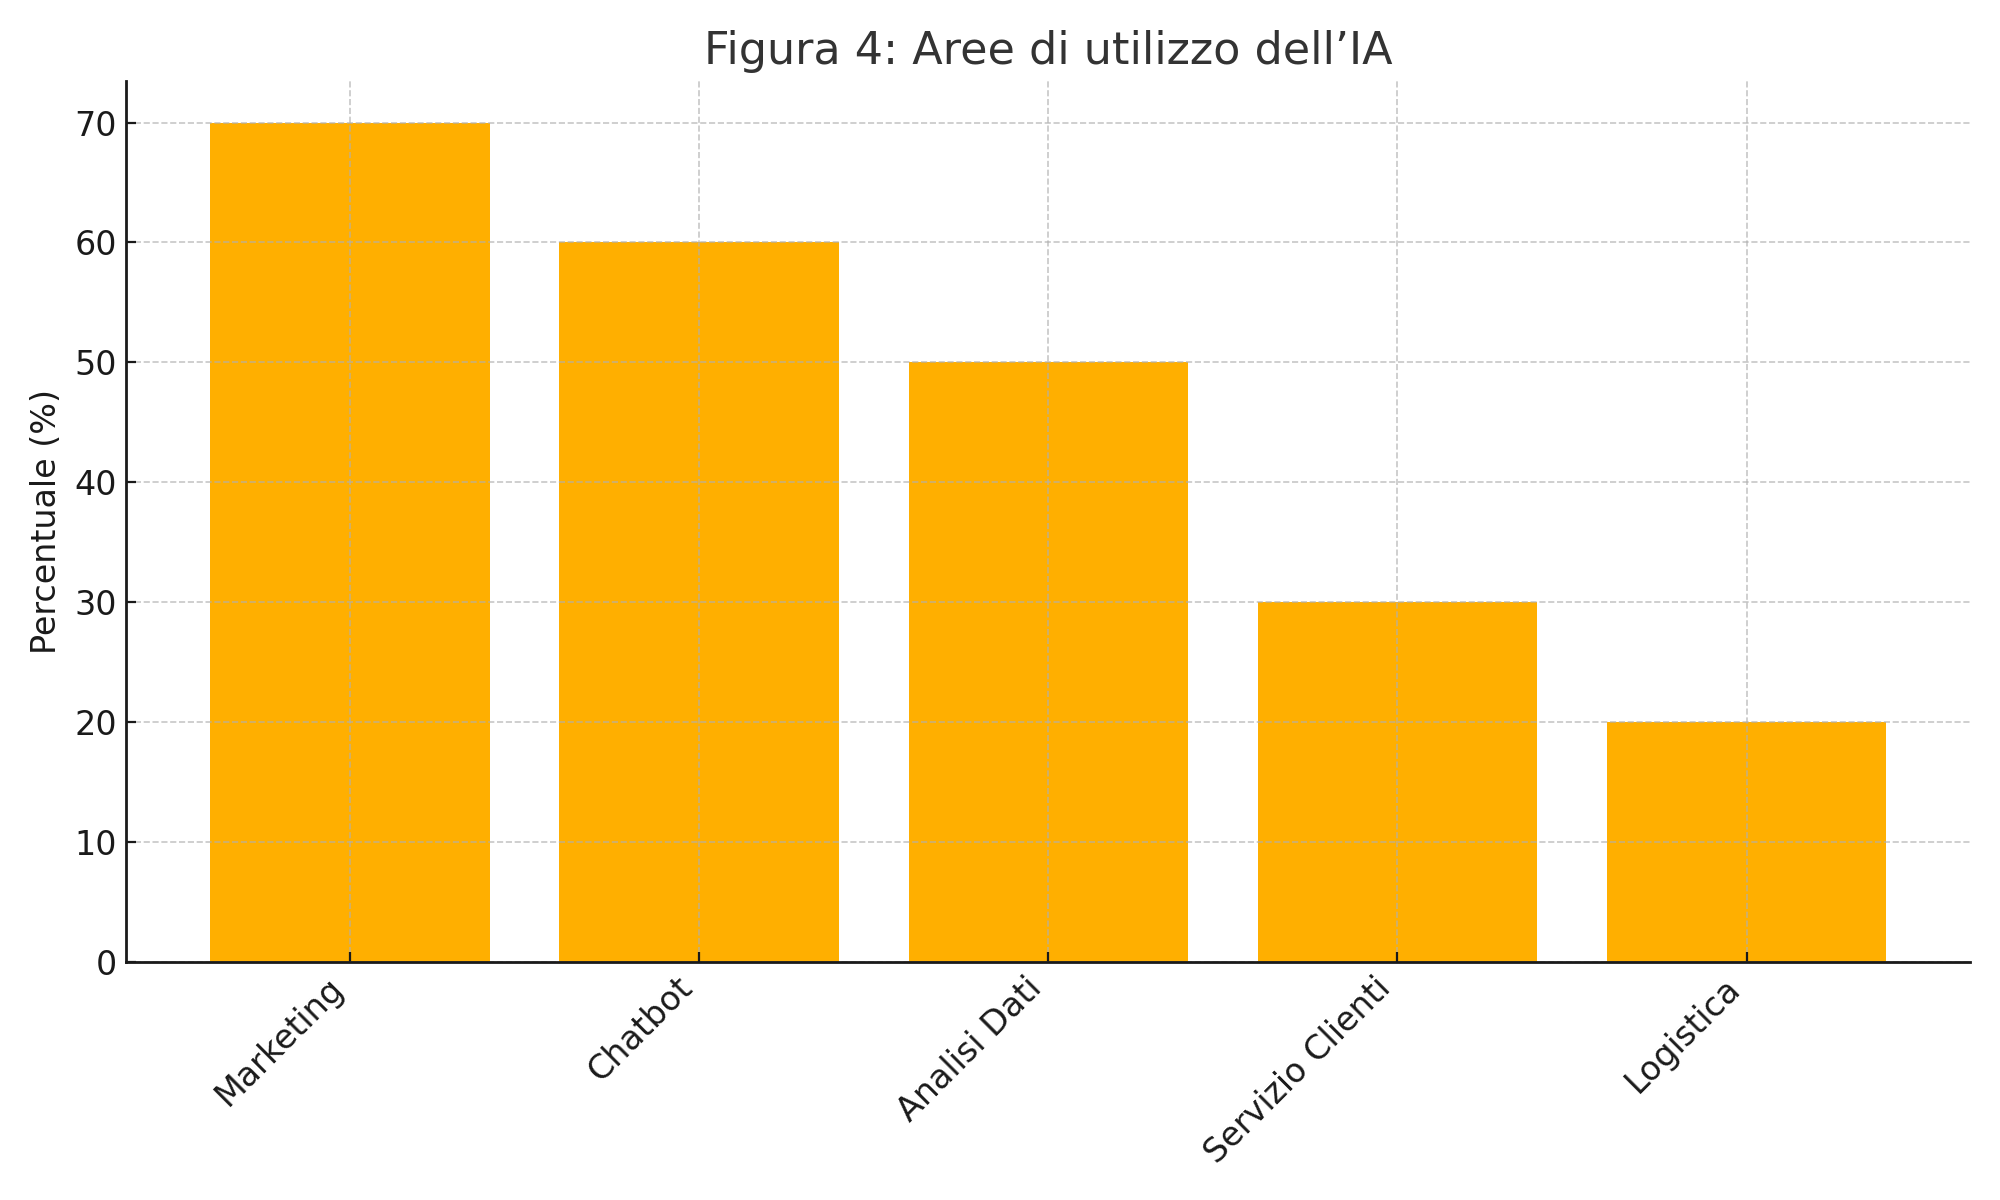 Figura 4: Aree di utilizzo dell’IA
Percentuale (%)
70
60
50
40
30
20
10
0
Marketing
Chatbot
Analisi Dati
Servizio Clienti
Logistica